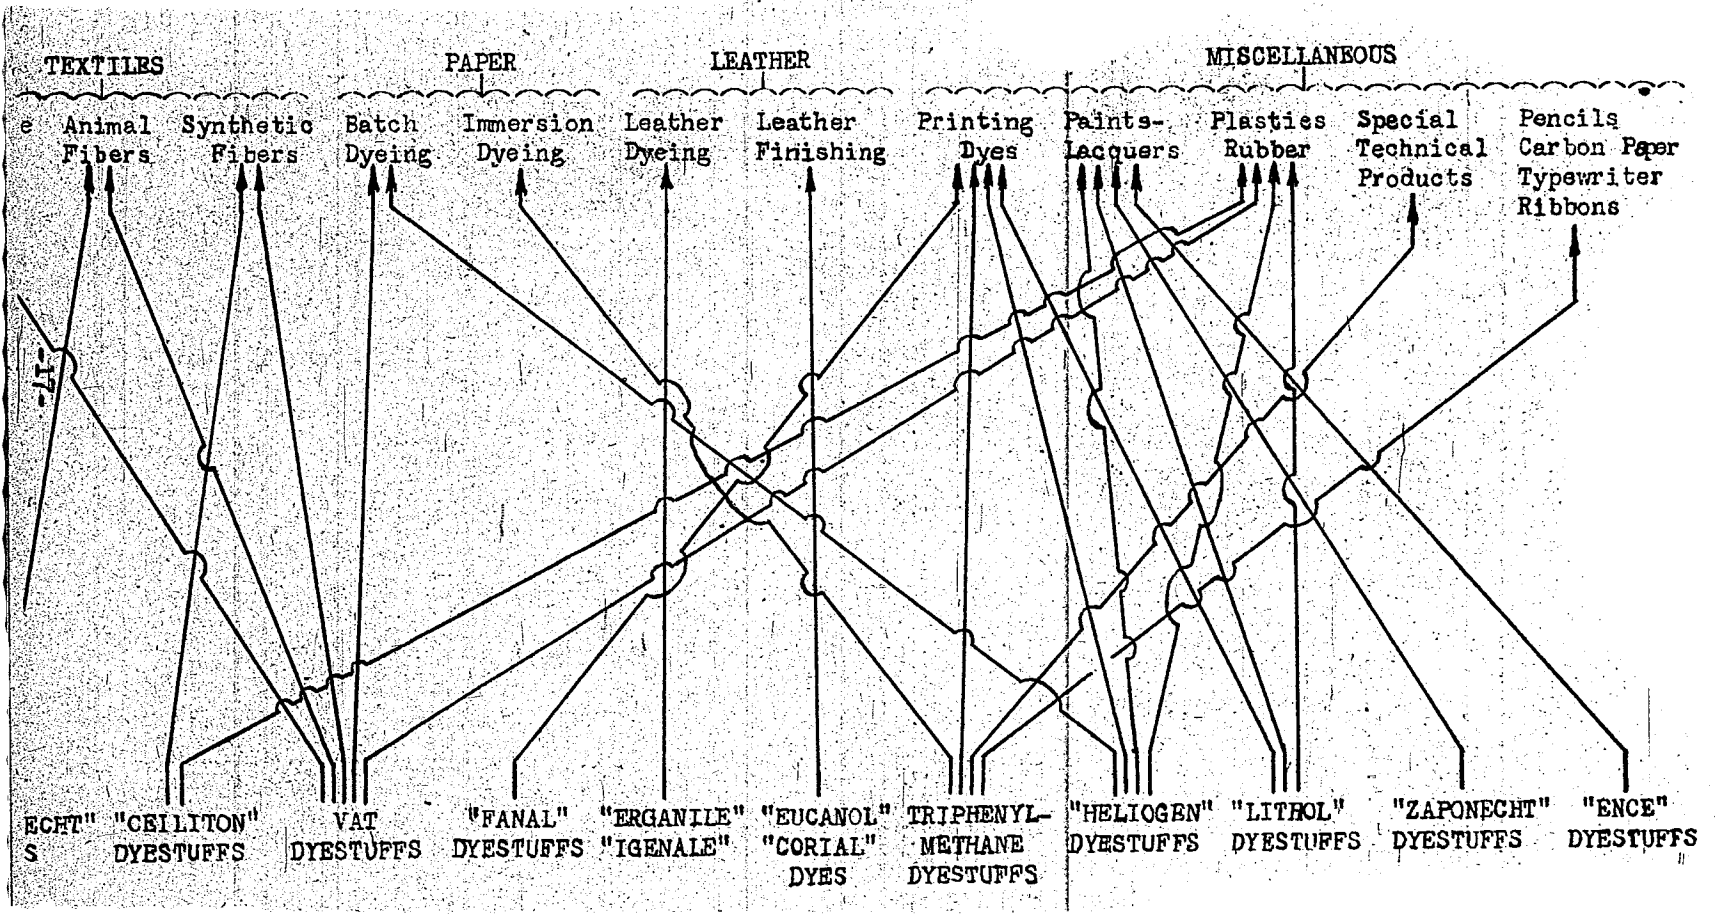 TEXTILES
PAPER
LEATHER
MISCELLANEOUS
e
Animal
Fibers
Synthetic
Fibers
Batch
Dyeing
Immersion
Dyeing
Leather
Dyeing
Leather
Finishing
Printing
Dyes
Paints-
Lacquers
Plastics
Rubber
Special
Technical
Products
Pencils
Carbon Paper
Typewriter
Ribbons
-17-
ECHT"
S
"CEILITON"
DYESTUFFS
VAT
DYESTUFFS
"FANAL"
DYESTUFFS
"ERGANILE"
"IGENALE"
"EUCANOL"
"CORIAL"
DYES
TRIPHENYL-
METHANE
DYESTUFFS
"HELIOGEN"
DYESTUFFS
"LITHOL"
DYESTUFFS
"ZAPONECHT"
DYESTUFFS
"ENCE"
DYESTUFFS